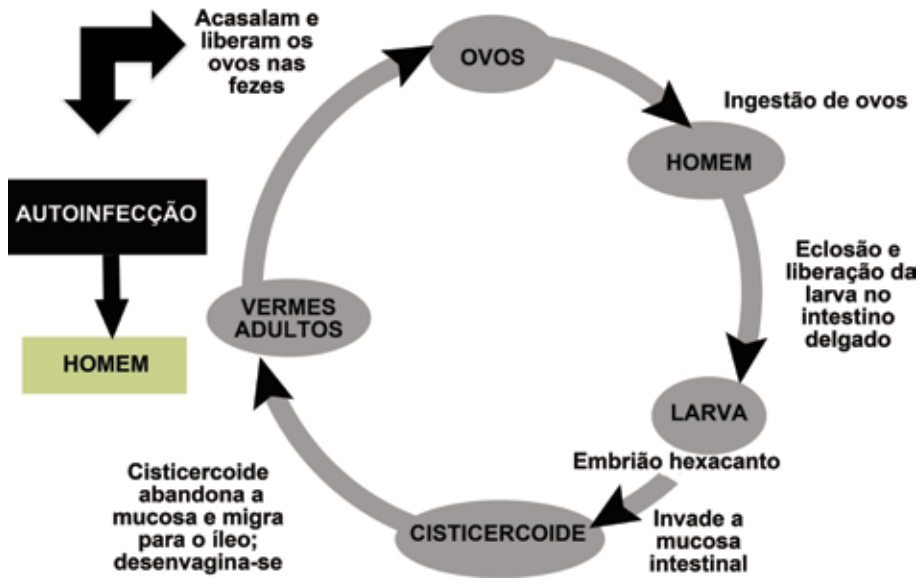 Acasalam e
liberam os
ovos nas
fezes
OVOS
Ingestão de ovos
HOMEM
AUTOINFECÇÃO
HOMEM
Eclosão e
liberação da
larva no
intestino
delgado
VERMES
ADULTOS
LARVA
Embrião hexacanto
Invade a
mucosa
intestinal
CISTICERCOIDE
Cisticercoide
abandona a
mucosa e migra
para o íleo;
desenvagina-se